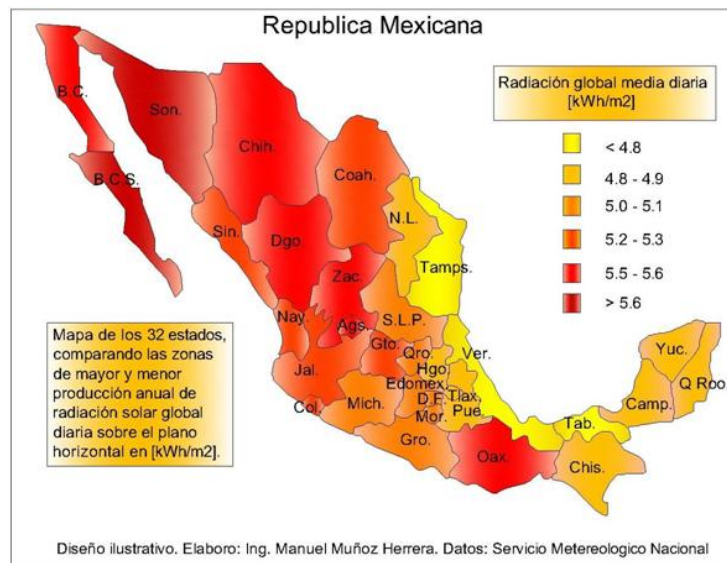 Republica Mexicana
Radiación global media diaria
[kWh/m2]
< 4.8
4.8 - 4.9
5.0 - 5.1
5.2 - 5.3
5.5 - 5.6
> 5.6
B.C.
Son.
Chih.
B.C.S.
Coah.
Sin.
Dgo.
N.L.
Tamps.
Zac.
Nay.
Ags.
S.L.P.
Jal.
Gto.
Qro.
Hgo.
Ver.
Edomex.
Col.
Mich.
D.F.
Tlax.
Mor.
Pue.
Gro.
Oax.
Tab.
Chis.
Camp.
Yuc.
Q Roo
Mapa de los 32 estados,
comparando las zonas
de mayor y menor
producción anual de
radiación solar global
diaria sobre el plano
horizontal en [kWh/m2].
Diseño ilustrativo. Elaboro: Ing. Manuel Muñoz Herrera. Datos: Servicio Metereologico Nacional